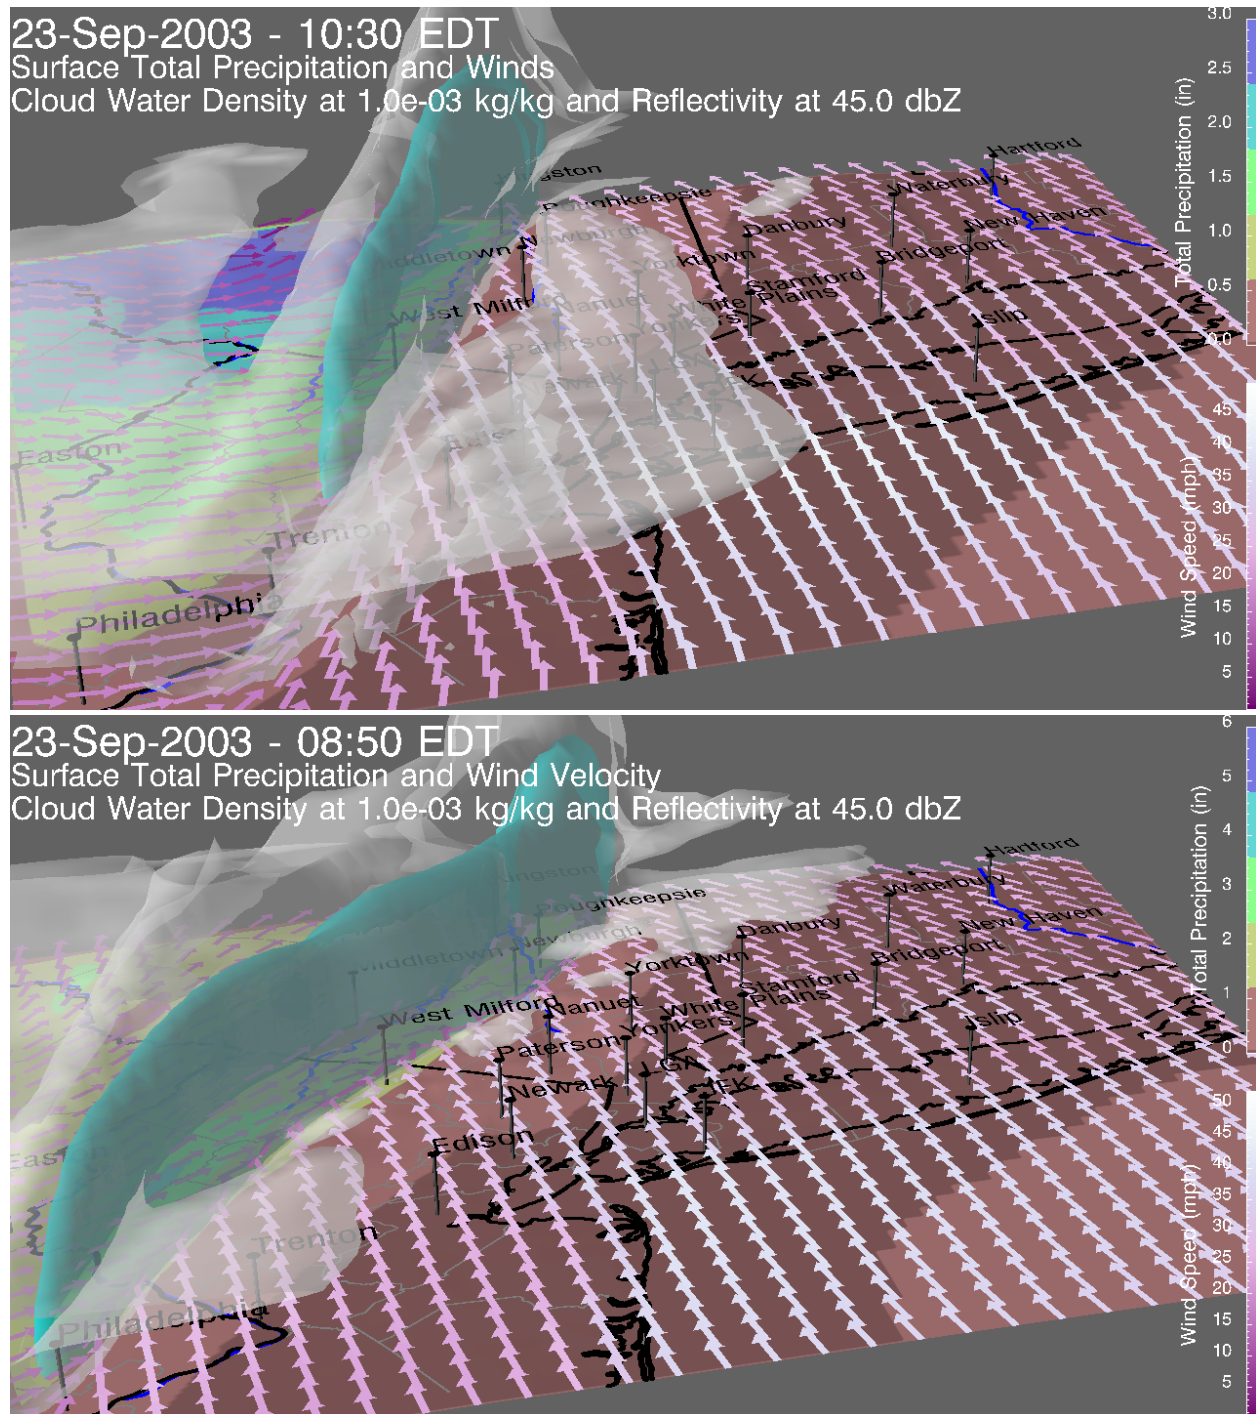 23-Sep-2003 - 10:30 EDT
Surface Total Precipitation and Winds
Cloud Water Density at 1.0e-03 kg/kg and Reflectivity at 45.0 dbZ
3.0
2.5
2.0
1.5
1.0
0.5
0.0
Total Precipitation (in)
45
40
35
30
25
20
15
10
5
Wind Speed (mph)
Hartford
Waterbury
Poughkeepsie
New Haven
Danbury
Newburgh
Bridgeport
Yorktown
Stamford
West Milford
Nanuet
White
Plains
Islip
Paterson
Yonkers >
Newark
LGA
Easton
Trenton
Philadelphia
23-Sep-2003 - 08:50 EDT
Surface Total Precipitation and Wind Velocity
Cloud Water Density at 1.0e-03 kg/kg and Reflectivity at 45.0 dbZ
6
5
4
3
2
1
0
Total Precipitation (in)
50
45
40
35
30
25
20
15
10
5
Wind Speed (mph)
Hartford
Kingston
Waterbury
Poughkeepsie
New Haven
Danbury
Newburgh
Bridgeport
Middletown
Yorktown
Stamford
West Milford
Nanuet
White
Plains
Islip
Paterson
Yonkers >
LGA
Newark
JFK
Edison
Trenton
Philadelphia